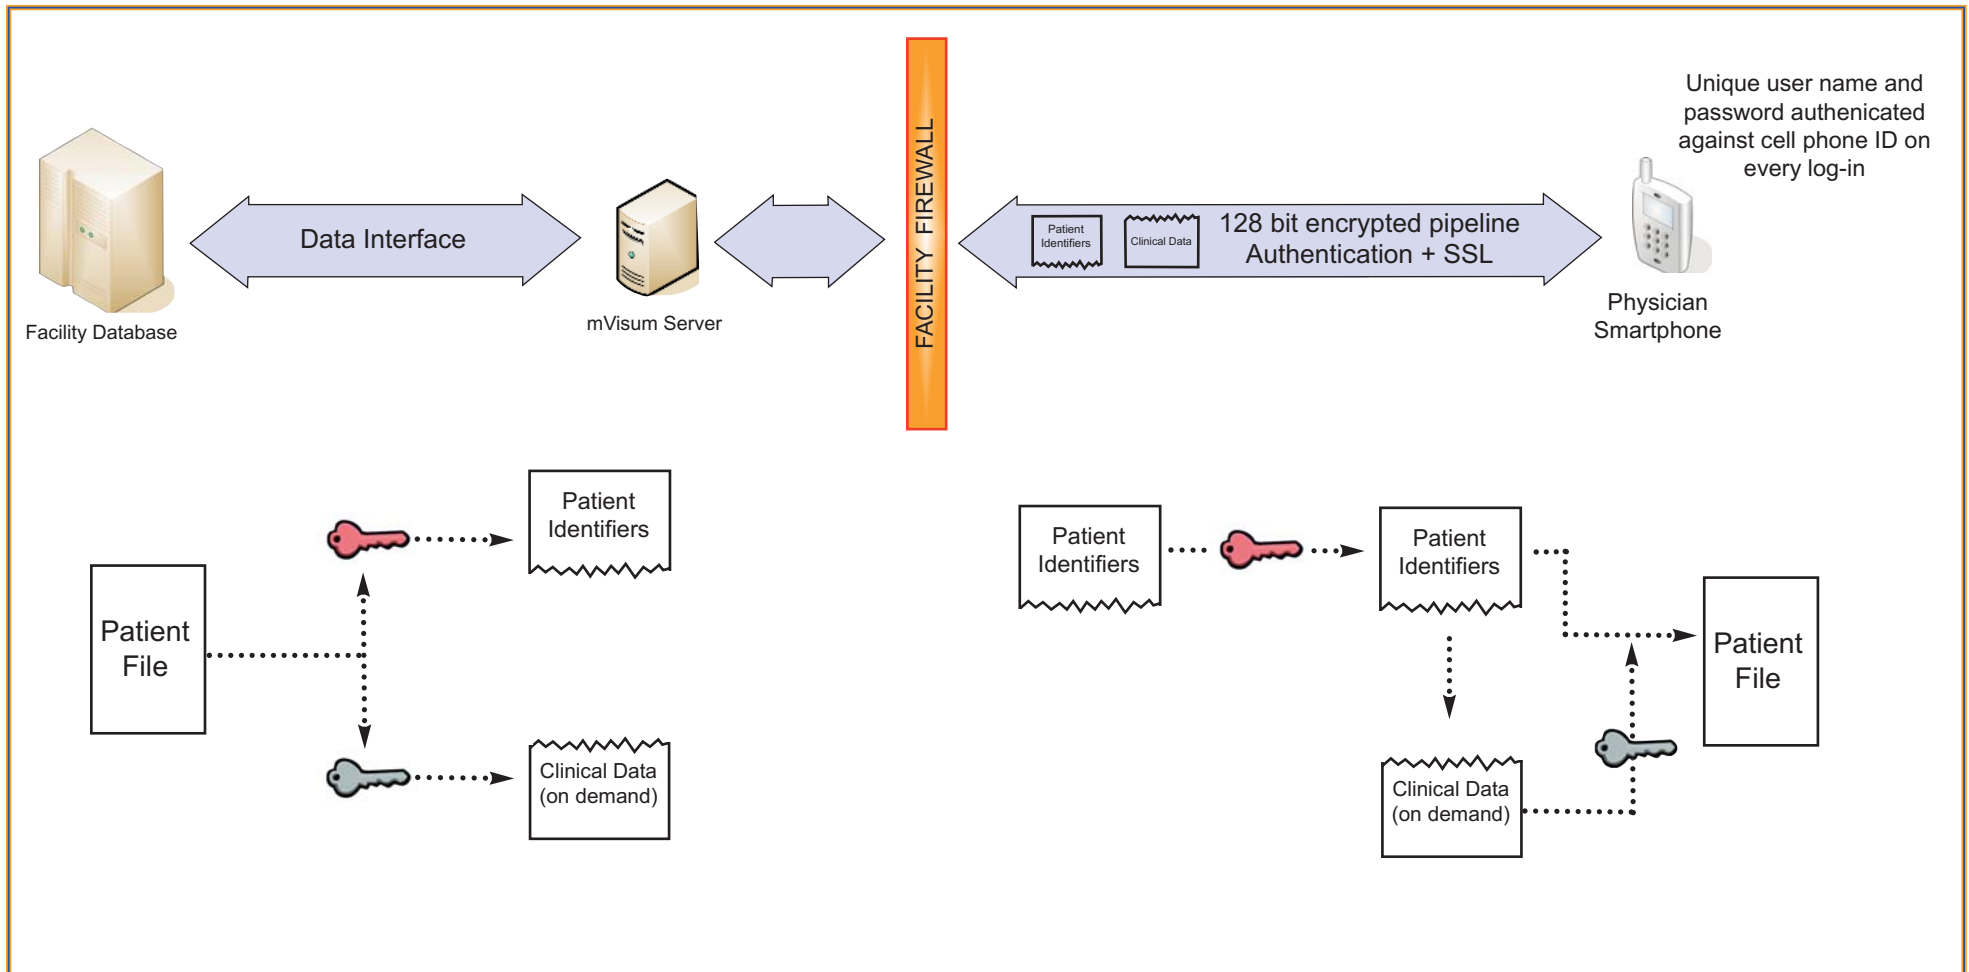 Unique user name and
password authenicated
against cell phone ID on
every log-in
Facility Database
Data Interface
mVisum Server
FACILITY FIREWALL
Patient
Identifiers
Clinical Data
128 bit encrypted pipeline
Authentication + SSL
Physician
Smartphone
Patient
File
Patient
Identifiers
Clinical Data
(on demand)
Patient
Identifiers
Patient
Identifiers
Clinical Data
(on demand)
Patient
File